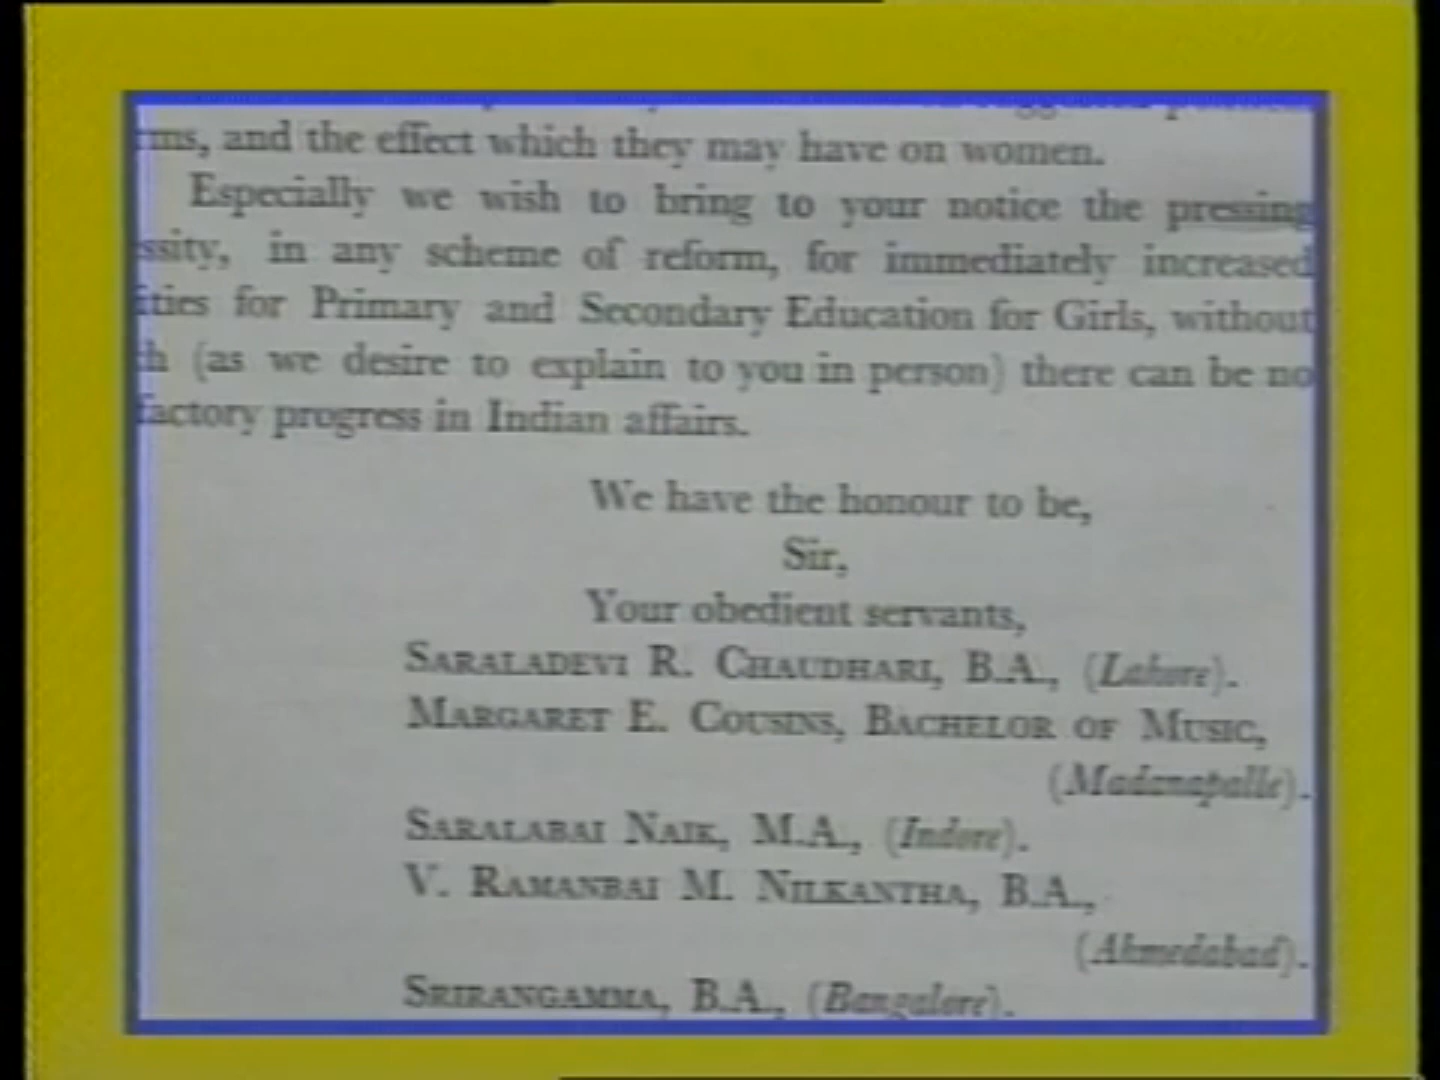 ms, and the effect which they may have on women.
Especially we wish to bring to your notice the pressing
ssity, in any scheme of reform, for immediately increased
ities for Primary and Secondary Education for Girls, without
h (as we desire to explain to you in person) there can be no
factory progress in Indian affairs.
We have the honour to be,
Sir,
Your obedient servants,
SARALADEVI R. CHAUDHARI, B.A., (Lahore).
MARGARET E. COUSINS, BACHELOR OF MUSIC,
(Madanapalle).
SARALABAI NAIK, M.A., (Indore).
V. RAMANBAI M. NILKANTHA, B.A.,
(Ahmedabad).
SRIRANGAMMA, B.A., (Bangalore).